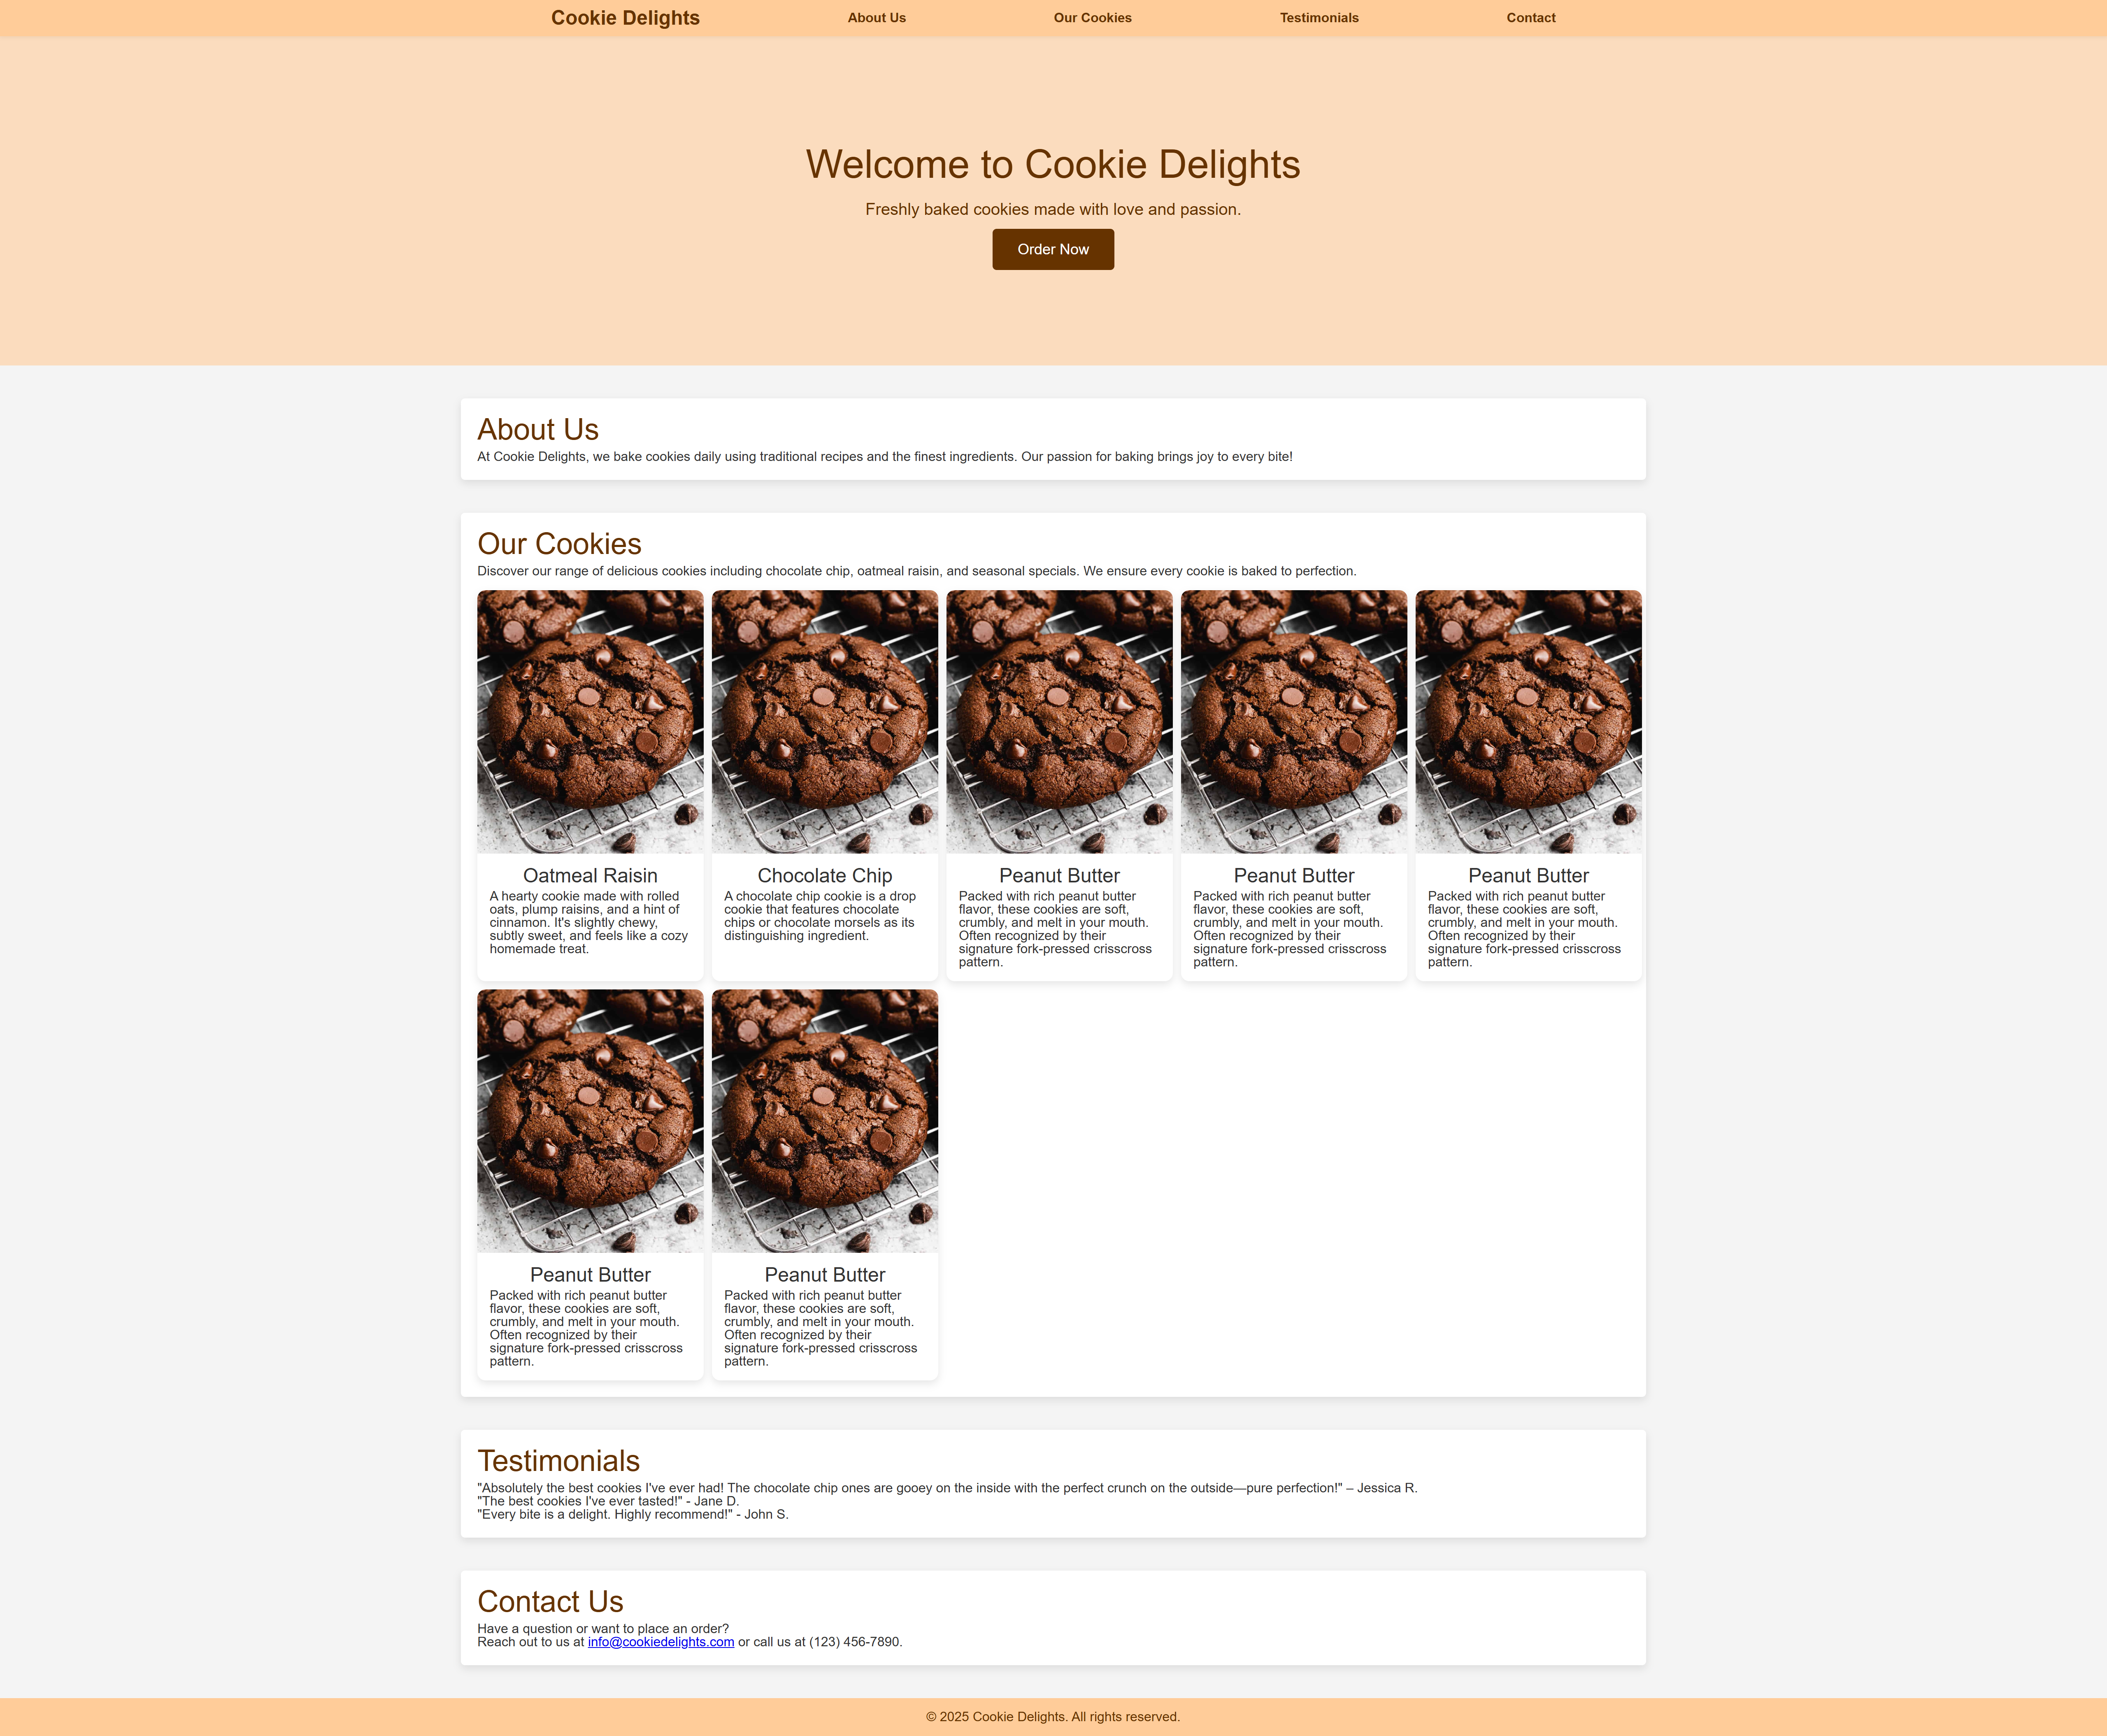 Cookie Delights
About Us
Our Cookies
Testimonials
Contact
Welcome to Cookie Delights
Freshly baked cookies made with love and passion.
Order Now
About Us
At Cookie Delights, we bake cookies daily using traditional recipes and the finest ingredients. Our passion for baking brings joy to every bite!
Our Cookies
Discover our range of delicious cookies including chocolate chip, oatmeal raisin, and seasonal specials. We ensure every cookie is baked to perfection.
Oatmeal Raisin
A hearty cookie made with rolled
oats, plump raisins, and a hint of
cinnamon. It's slightly chewy,
subtly sweet, and feels like a cozy
homemade treat.
Chocolate Chip
A chocolate chip cookie is a drop
cookie that features chocolate
chips or chocolate morsels as its
distinguishing ingredient.
Peanut Butter
Packed with rich peanut butter
flavor, these cookies are soft,
crumbly, and melt in your mouth.
Often recognized by their
signature fork-pressed crisscross
pattern.
Peanut Butter
Packed with rich peanut butter
flavor, these cookies are soft,
crumbly, and melt in your mouth.
Often recognized by their
signature fork-pressed crisscross
pattern.
Peanut Butter
Packed with rich peanut butter
flavor, these cookies are soft,
crumbly, and melt in your mouth.
Often recognized by their
signature fork-pressed crisscross
pattern.
Peanut Butter
Packed with rich peanut butter
flavor, these cookies are soft,
crumbly, and melt in your mouth.
Often recognized by their
signature fork-pressed crisscross
pattern.
Peanut Butter
Packed with rich peanut butter
flavor, these cookies are soft,
crumbly, and melt in your mouth.
Often recognized by their
signature fork-pressed crisscross
pattern.
Testimonials
"Absolutely the best cookies I've ever had! The chocolate chip ones are gooey on the inside with the perfect crunch on the outside—pure perfection!" – Jessica R.
"The best cookies I've ever tasted!" - Jane D.
"Every bite is a delight. Highly recommend!" - John S.
Contact Us
Have a question or want to place an order?
Reach out to us at info@cookiedelights.com or call us at (123) 456-7890.
© 2025 Cookie Delights. All rights reserved.